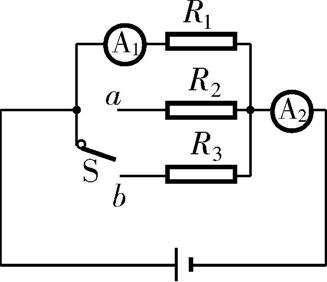 A₁ R₁
a R₂ A₂
S R₃
b